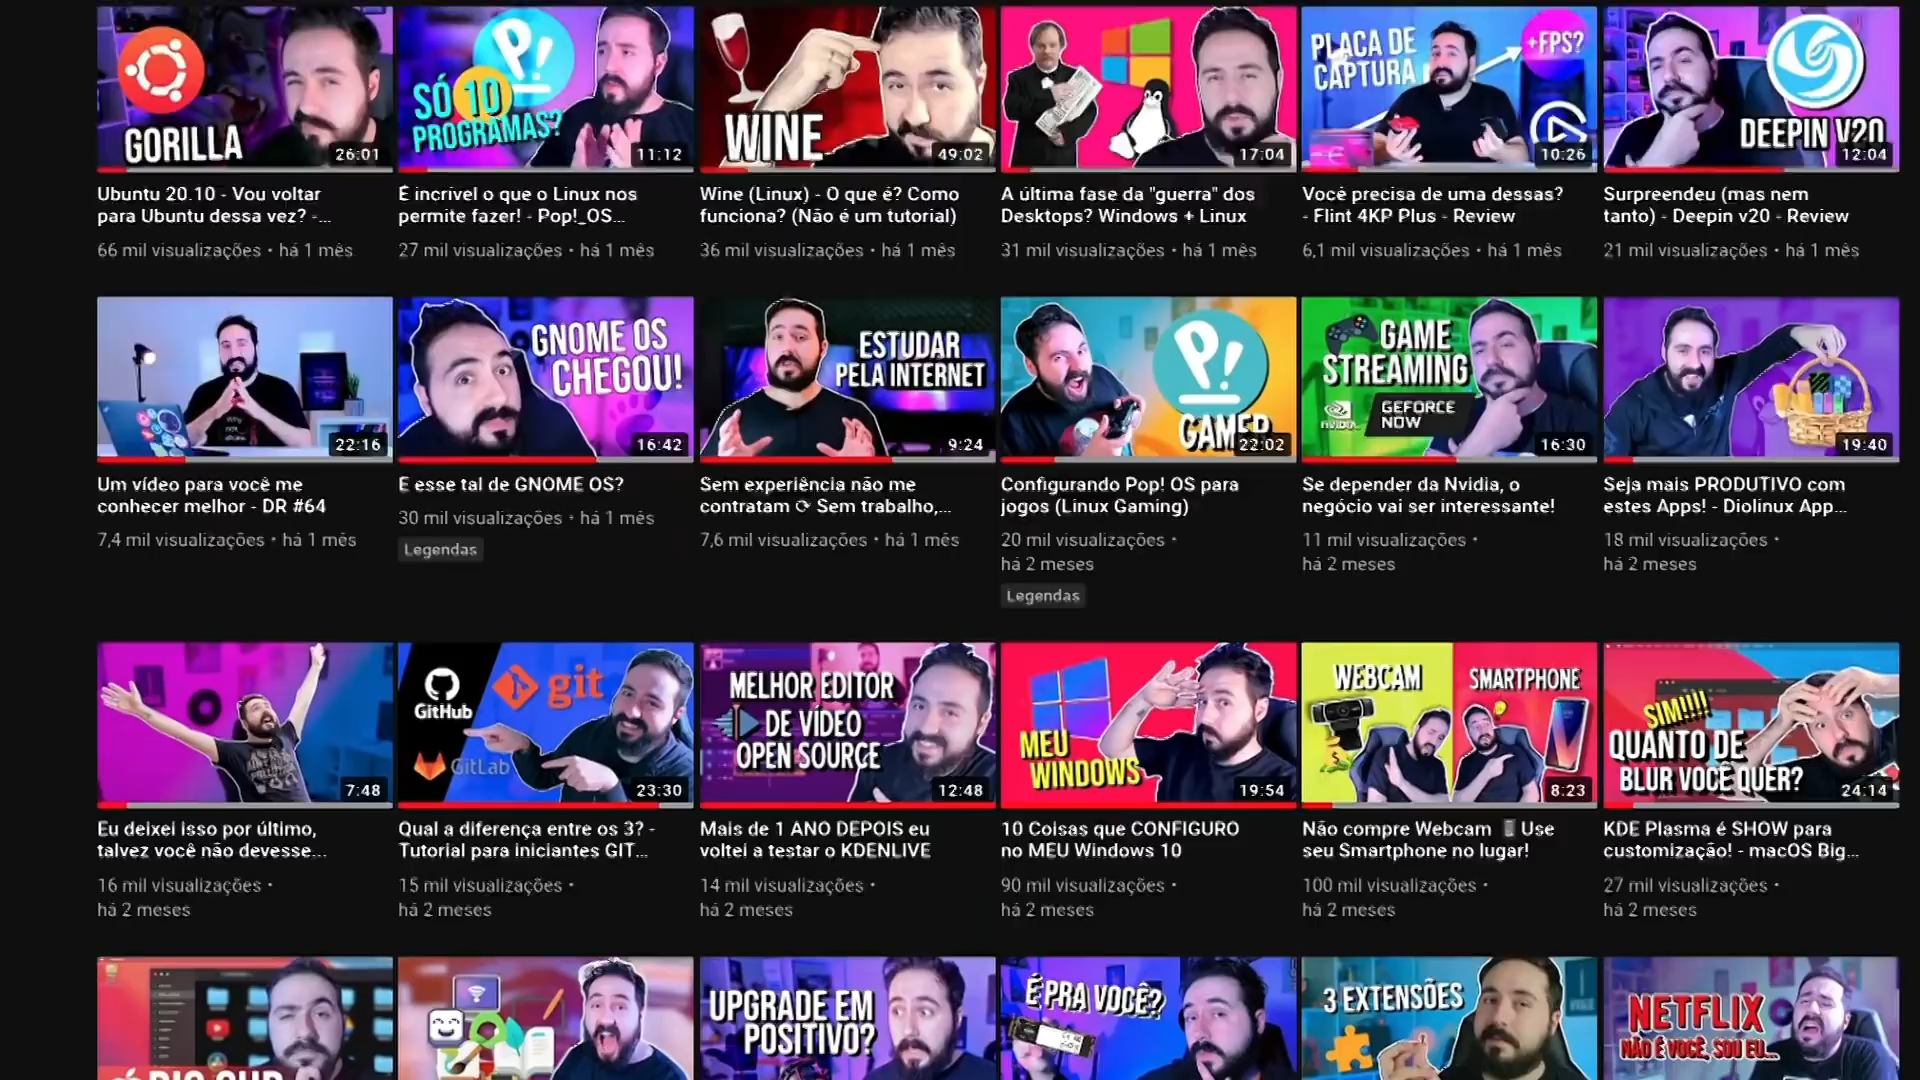 GORILLA
26:01
SÓ 10
PROGRAMAS?
11:12
WINE
49:02
17:04
PLACA DE
CAPTURA
+FPS?
10:26
DEEPIN V20
12:04
Ubuntu 20.10 - Vou voltar
para Ubuntu dessa vez? -...
66 mil visualizações • há 1 mês
É incrível o que o Linux nos
permite fazer! - Pop!_OS...
27 mil visualizações • há 1 mês
Wine (Linux) - O que é? Como
funciona? (Não é um tutorial)
36 mil visualizações • há 1 mês
A última fase da "guerra" dos
Desktops? Windows + Linux
31 mil visualizações • há 1 mês
Você precisa de uma dessas?
- Flint 4KP Plus - Review
6,1 mil visualizações • há 1 mês
Surpreendeu (mas nem
tanto) - Deepin v20 - Review
21 mil visualizações • há 1 mês
22:16
GNOME OS
CHEGOU!
16:42
ESTUDAR
PELA INTERNET
9:24
P!
GAMER
22:02
GAME
STREAMING
NVIDIA
GEFORCE
NOW
16:30
19:40
Um vídeo para você me
conhecer melhor - DR #64
7,4 mil visualizações • há 1 mês
E esse tal de GNOME OS?
30 mil visualizações • há 1 mês
Legendas
Sem experiência não me
contratam ⟳ Sem trabalho,...
7,6 mil visualizações • há 1 mês
Configurando Pop! OS para
jogos (Linux Gaming)
20 mil visualizações •
há 2 meses
Legendas
Se depender da Nvidia, o
negócio vai ser interessante!
11 mil visualizações •
há 2 meses
Seja mais PRODUTIVO com
estes Apps! - Diolinux App...
18 mil visualizações •
há 2 meses
7:48
GitHub
git
GitLab
23:30
MELHOR EDITOR
DE VÍDEO
OPEN SOURCE
12:48
MEU
WINDOWS
19:54
WEBCAM
SMARTPHONE
8:23
SIM!!!!
QUANTO DE
BLUR VOCÊ QUER?
24:14
Eu deixei isso por último,
talvez você não devesse...
16 mil visualizações •
há 2 meses
Qual a diferença entre os 3? -
Tutorial para iniciantes GIT...
15 mil visualizações •
há 2 meses
Mais de 1 ANO DEPOIS eu
voltei a testar o KDENLIVE
14 mil visualizações •
há 2 meses
10 Coisas que CONFIGURO
no MEU Windows 10
90 mil visualizações •
há 2 meses
Não compre Webcam 📱 Use
seu Smartphone no lugar!
100 mil visualizações •
há 2 meses
KDE Plasma é SHOW para
customização! - macOS Big...
27 mil visualizações •
há 2 meses
BIG SUR
UPGRADE EM
POSITIVO?
É PRA VOCÊ?
3 EXTENSÕES
NETFLIX
NÃO É VOCÊ, SOU EU...